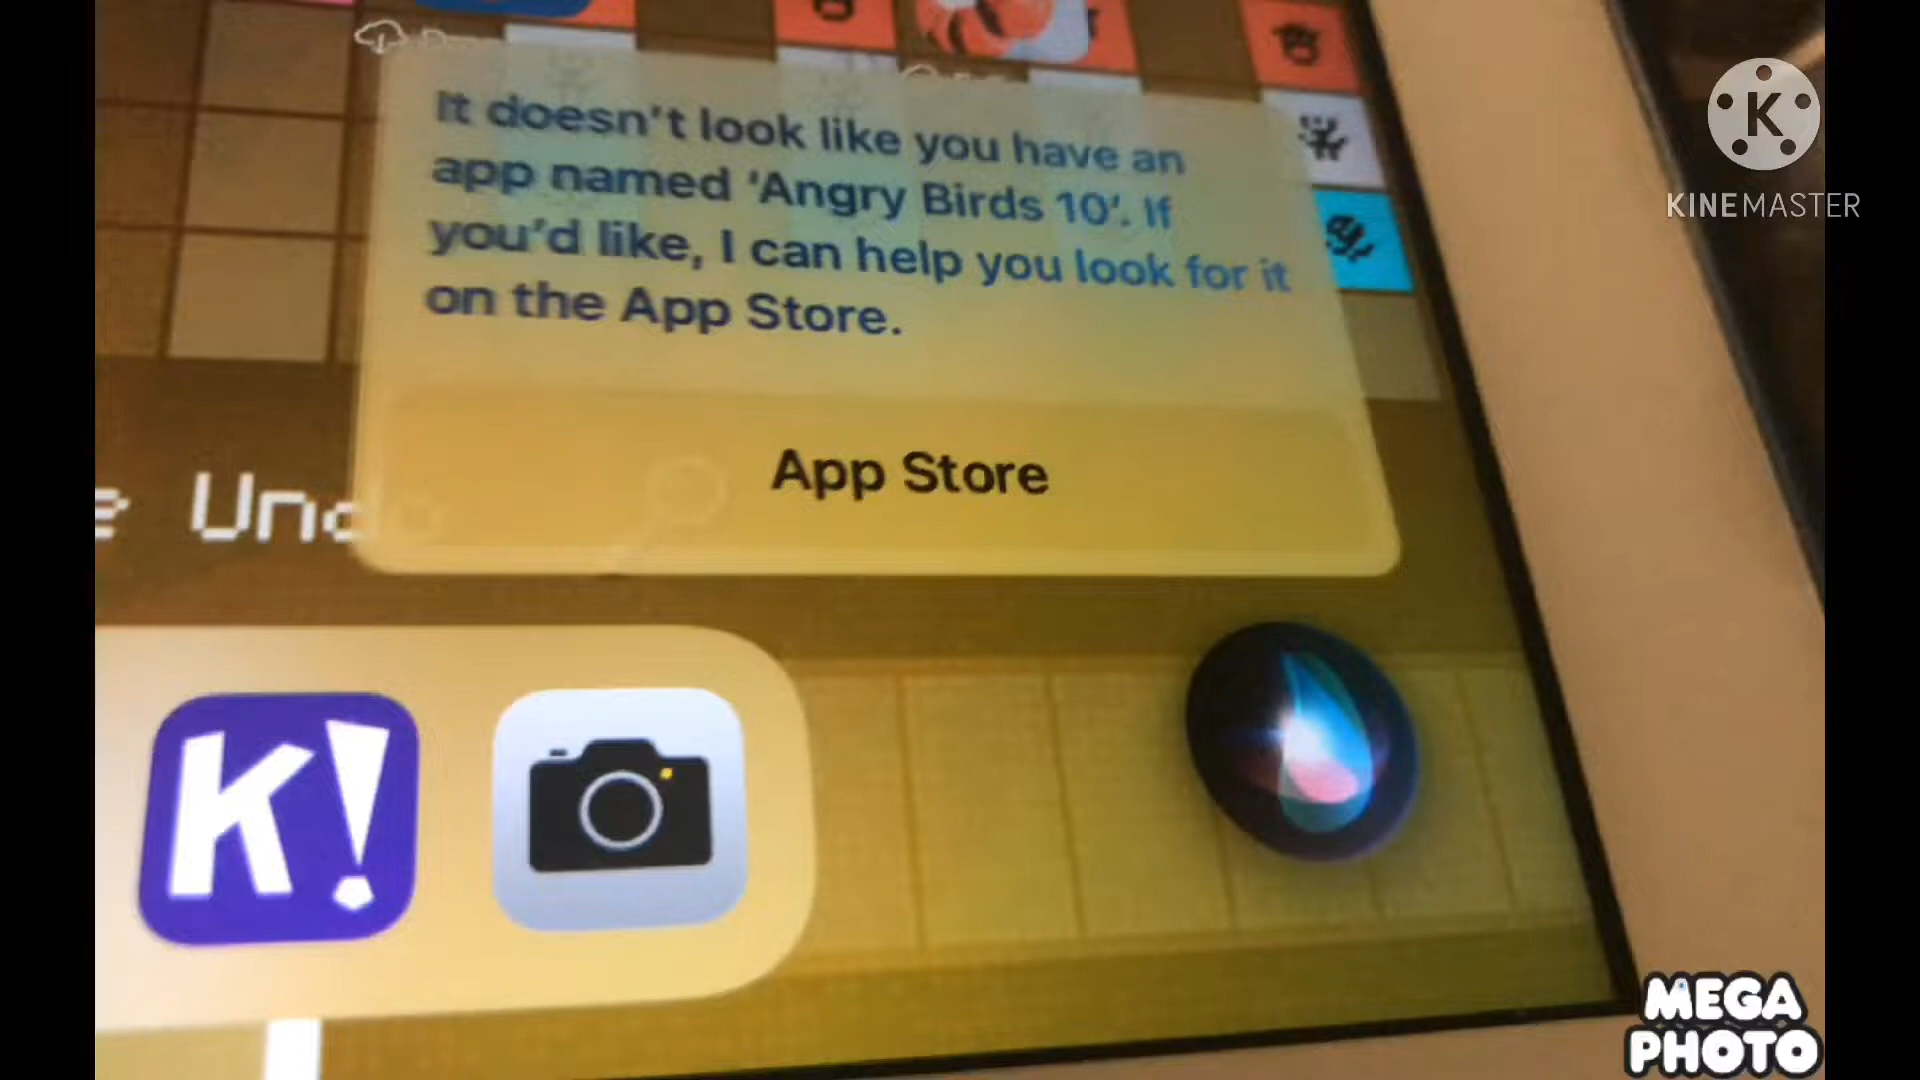 It doesn't look like you have an
app named 'Angry Birds 10'. If
you'd like, I can help you look for it
on the App Store.
App Store
K!
K
KINEMASTER
MEGA
PHOTO